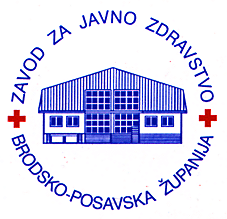 ZAVOD ZA JAVNO ZDRAVSTVO
BRODSKO-POSAVSKA ŽUPANIJA